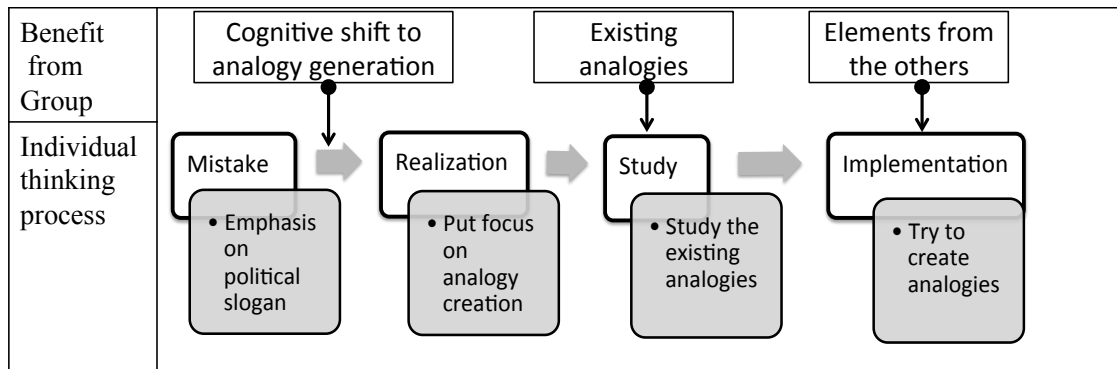 Benefit
from
Group
Cognitive shift to
analogy generation
Existing
analogies
Elements from
the others
Individual
thinking
process
Mistake
• Emphasis
on
political
slogan
Realization
• Put focus
on
analogy
creation
Study
• Study the
existing
analogies
Implementation
• Try to
create
analogies